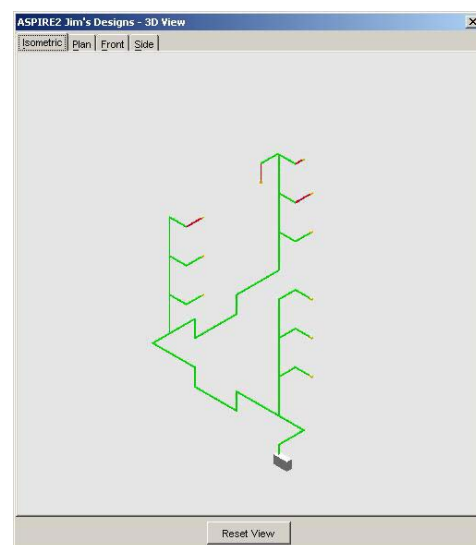 ASPIRE2 Jim's Designs - 3D View
Isometric Plan Front Side
Reset View